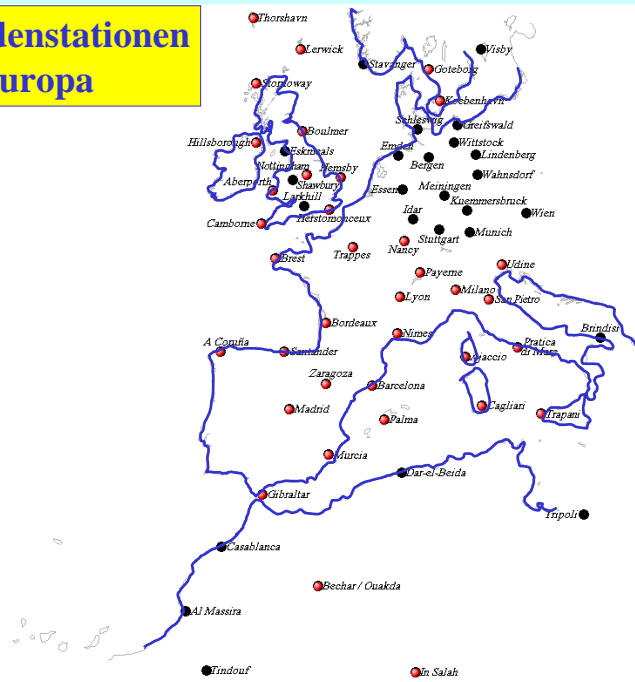 denstationen
uropa
Thorshavn
Lerwick
Stavanger
Visby
Goteborg
Stornoway
Koebenhavn
Schleswig
Greifswald
Boulmer
Hillsborough
Wittstock
Eskmeals
Emden
Lindenberg
Bergen
Nottingham
Hemsby
Wahnsdorf
Shawbury
Aberporth
Essen
Meiningen
Larkhill
Kuemmersbruck
Idar
Wien
Herstmonceux
Camborne
Stuttgart
Munich
Trappes
Nancy
Brest
Udine
Payerne
Milano
San Pietro
Lyon
Bordeaux
Nimes
Brindisi
A Coruña
Santander
Pratica
di Mare
Ajaccio
Zaragoza
Barcelona
Madrid
Cagliari
Trapani
Palma
Murcia
Dar-el-Beida
Gibraltar
Tripoli
Casablanca
Bechar / Ouakda
Al Massira
Tindouf
In Salah